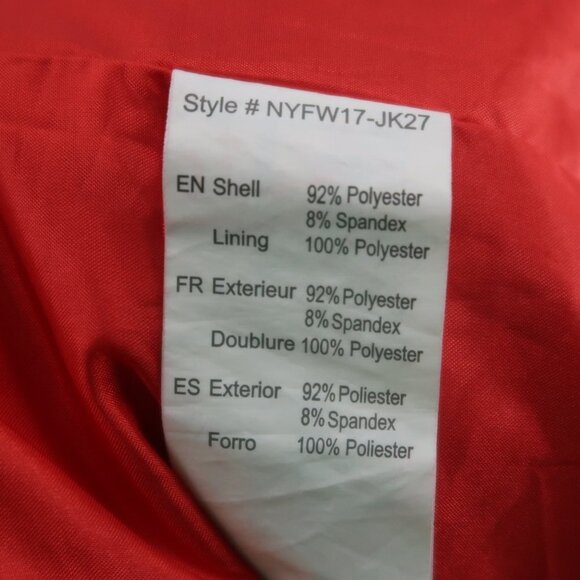 Style # NYFW17-JK27
EN Shell 92% Polyester
8% Spandex
Lining 100% Polyester
FR Exterieur 92% Polyester
8% Spandex
Doublure 100% Polyester
ES Exterior 92% Poliester
8% Spandex
Forro 100% Poliester